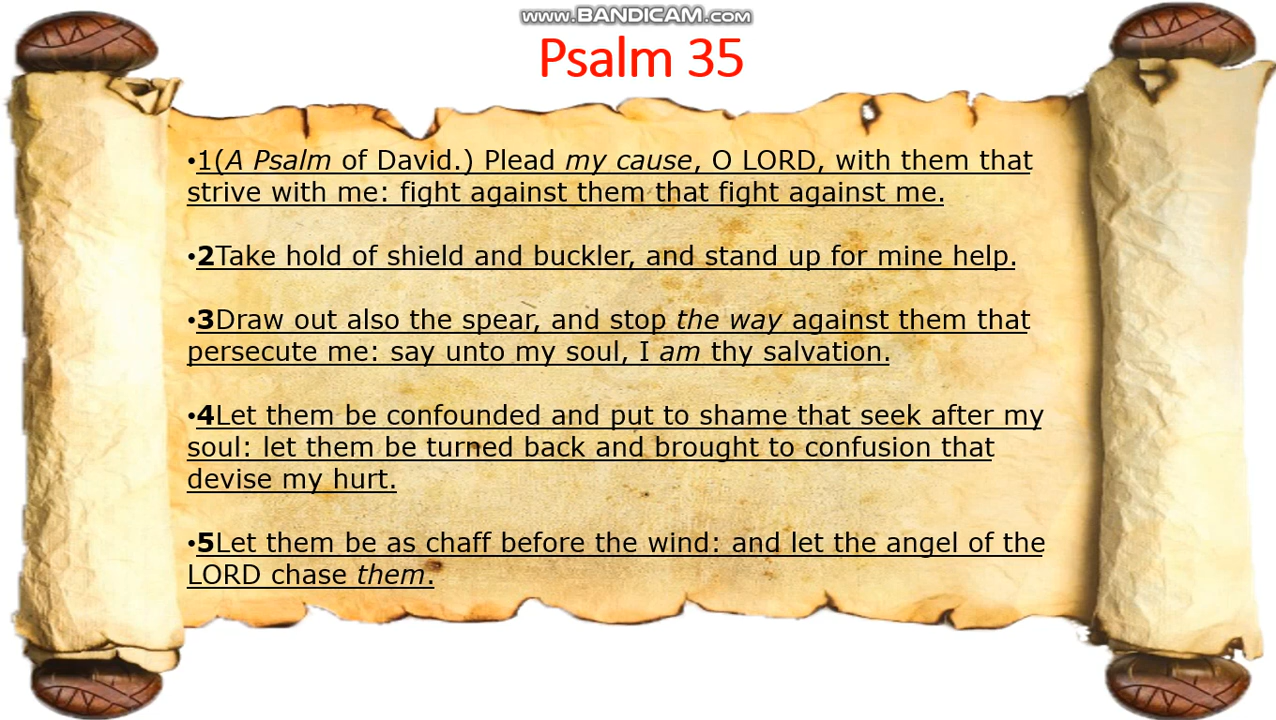 www.BANDICAM.com
Psalm 35
•1(A Psalm of David.) Plead my cause, O LORD, with them that
strive with me: fight against them that fight against me.
•2Take hold of shield and buckler, and stand up for mine help.
•3Draw out also the spear, and stop the way against them that
persecute me: say unto my soul, I am thy salvation.
•4Let them be confounded and put to shame that seek after my
soul: let them be turned back and brought to confusion that
devise my hurt.
•5Let them be as chaff before the wind: and let the angel of the
LORD chase them.